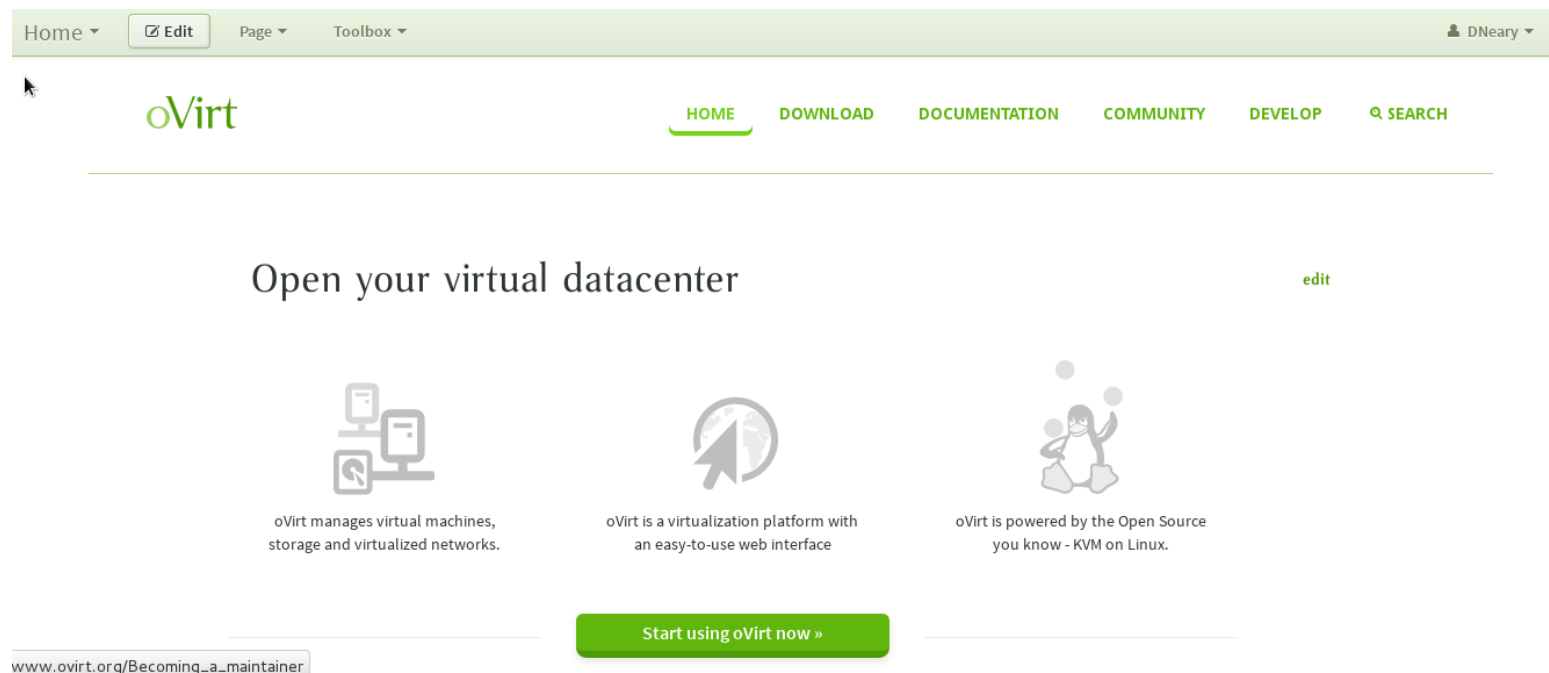 Home Edit Page Toolbox DNeary
oVirt HOME DOWNLOAD DOCUMENTATION COMMUNITY DEVELOP SEARCH
Open your virtual datacenter edit
oVirt manages virtual machines,
storage and virtualized networks.
oVirt is a virtualization platform with
an easy-to-use web interface
oVirt is powered by the Open Source
you know - KVM on Linux.
Start using oVirt now »
www.ovirt.org/Becoming_a_maintainer